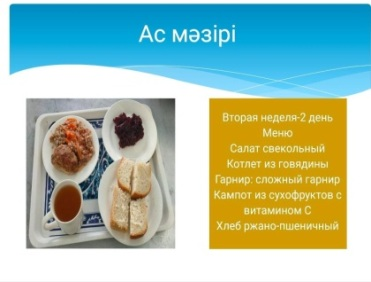 Ас мәзірі
Вторая неделя-2 день
Меню
Салат свекольный
Котлет из говядины
Гарнир: сложный гарнир
Кампот из сухофруктов с
витамином С
Хлеб ржано-пшеничный